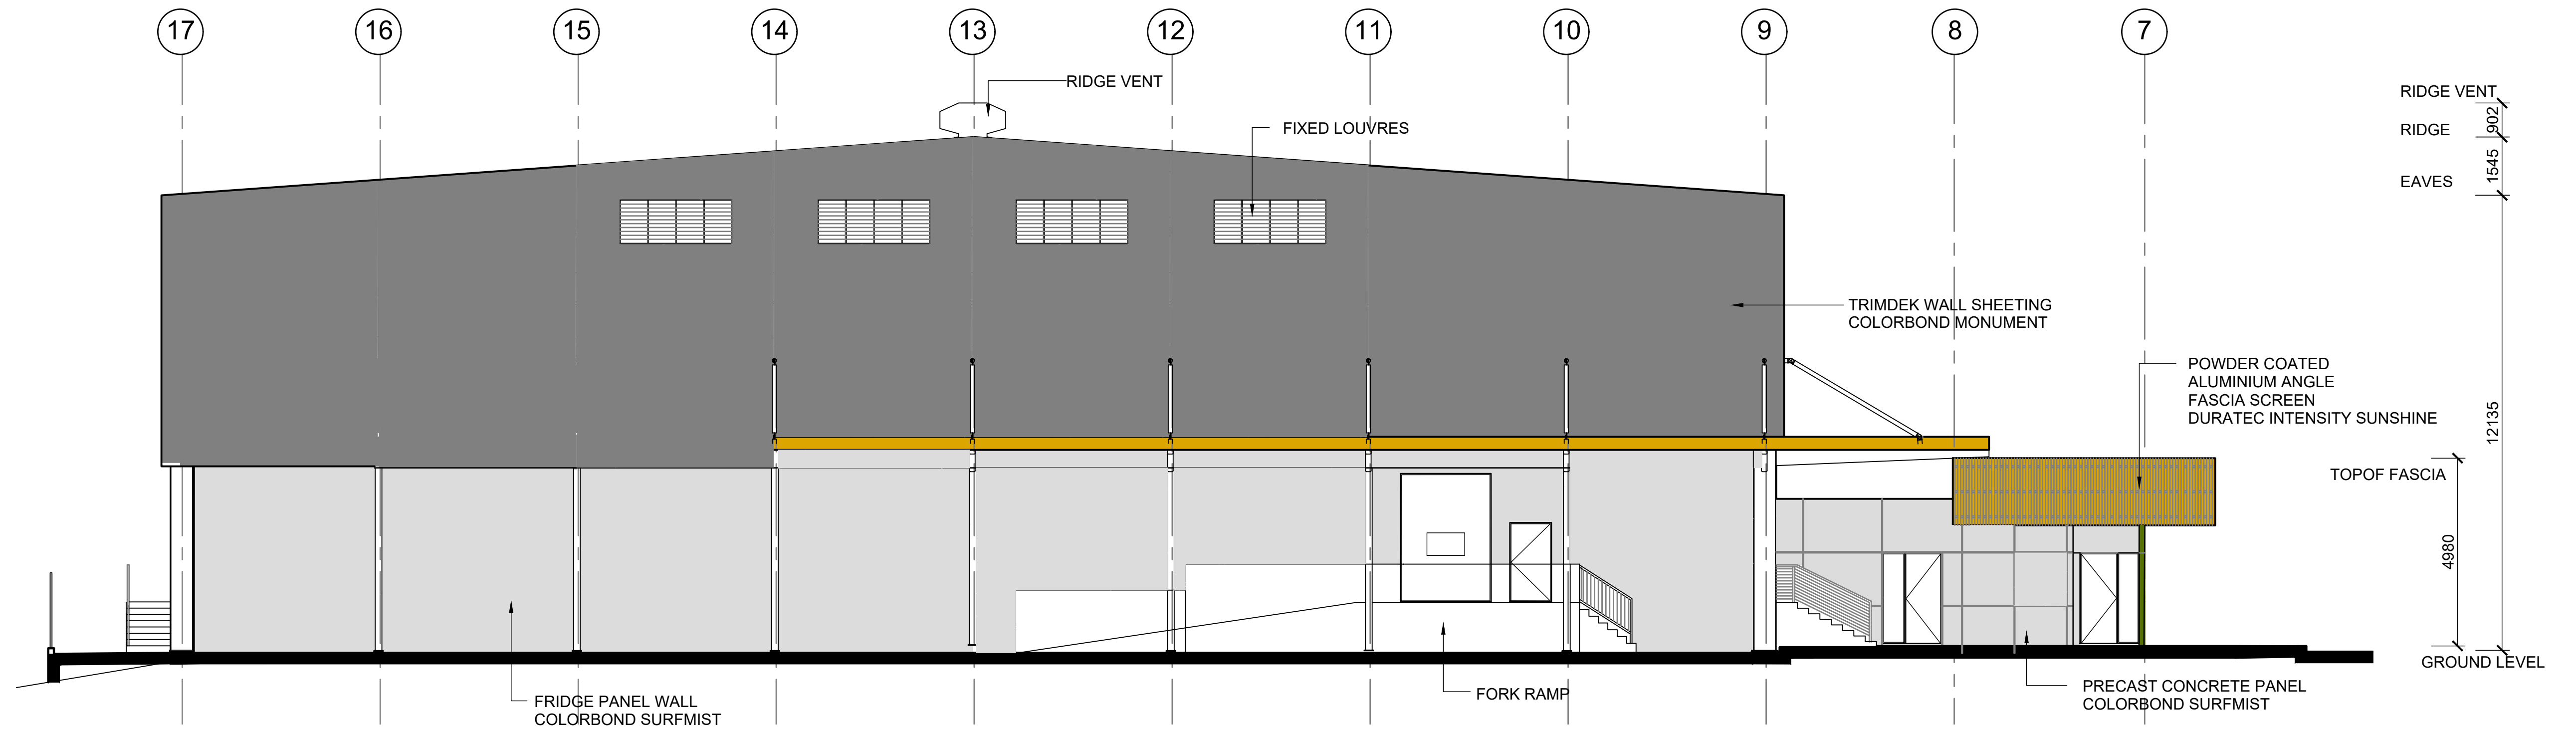 17
16
15
14
13
12
11
10
9
8
7
RIDGE VENT
FIXED LOUVRES
RIDGE VENT
902
RIDGE
1545
EAVES
TRIMDEK WALL SHEETING
COLORBOND MONUMENT
POWDER COATED
ALUMINIUM ANGLE
FASCIA SCREEN
DURATEC INTENSITY SUNSHINE
12135
TOPOF FASCIA
4980
GROUND LEVEL
FRIDGE PANEL WALL
COLORBOND SURFMIST
FORK RAMP
PRECAST CONCRETE PANEL
COLORBOND SURFMIST